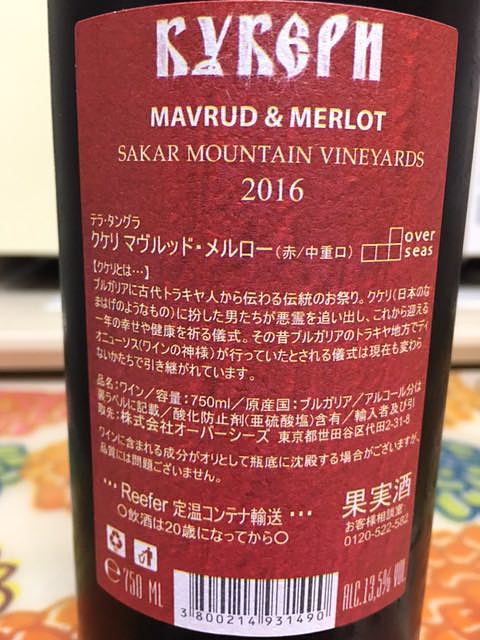 КУКЕРИ
MAVRUD & MERLOT
SAKAR MOUNTAIN VINEYARDS
2016
テラ・タングラ
クケリ マヴルッド・メルロー（赤/中重口）
over
seas
【クケリとは…】
ブルガリアに古代トラキヤ人から伝わる伝統のお祭り。クケリ（日本のな
まはげのようなもの）に扮した男たちが悪霊を追い出し、これから迎える
一年の幸せや健康を祈る儀式。その昔ブルガリアのトラキヤ地方でディ
オニューソス（ワインの神様）が行っていたとされる儀式は現在も変わら
ないかたちで引き継がれています。
品名：ワイン／容量：750ml／原産国：ブルガリア／アルコール分は
裏ラベルに記載／酸化防止剤（亜硫酸塩）含有／輸入者及び引
取先：株式会社オーバーシーズ 東京都世田谷区代田2-31-8
ワインに含まれる成分がオリとして瓶底に沈殿する場合がございますが、
品質には問題ございません。
… Reefer 定温コンテナ輸送 …
○飲酒は20歳になってから○
果実酒
お客様相談室：
0120-522-582
e 750 ML
3800214931490
ALC.13,5% VOL.